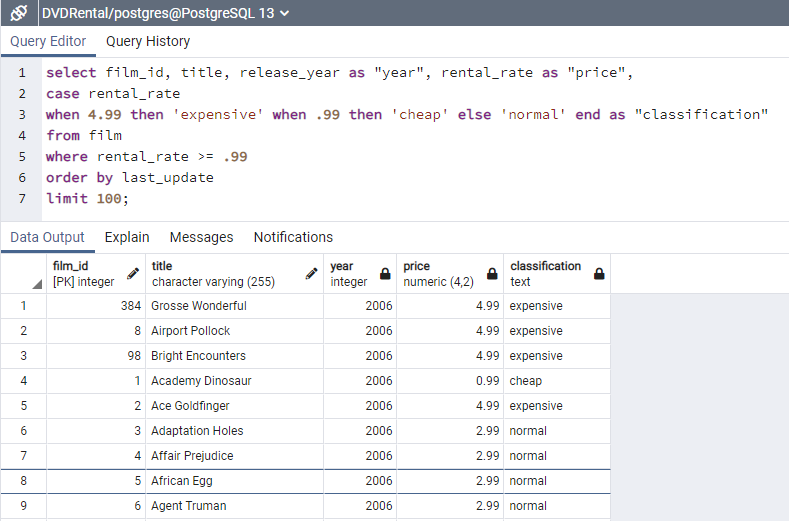 DVDRental/postgres@PostgreSQL 13
Query Editor Query History
1 select film_id, title, release_year as "year", rental_rate as "price",
2 case rental_rate
3 when 4.99 then 'expensive' when .99 then 'cheap' else 'normal' end as "classification"
4 from film
5 where rental_rate >= .99
6 order by last_update
7 limit 100;
Data Output Explain Messages Notifications
film_id title year price classification
[PK] integer character varying (255) integer numeric (4,2) text
1 384 Grosse Wonderful 2006 4.99 expensive
2 8 Airport Pollock 2006 4.99 expensive
3 98 Bright Encounters 2006 4.99 expensive
4 1 Academy Dinosaur 2006 0.99 cheap
5 2 Ace Goldfinger 2006 4.99 expensive
6 3 Adaptation Holes 2006 2.99 normal
7 4 Affair Prejudice 2006 2.99 normal
8 5 African Egg 2006 2.99 normal
9 6 Agent Truman 2006 2.99 normal